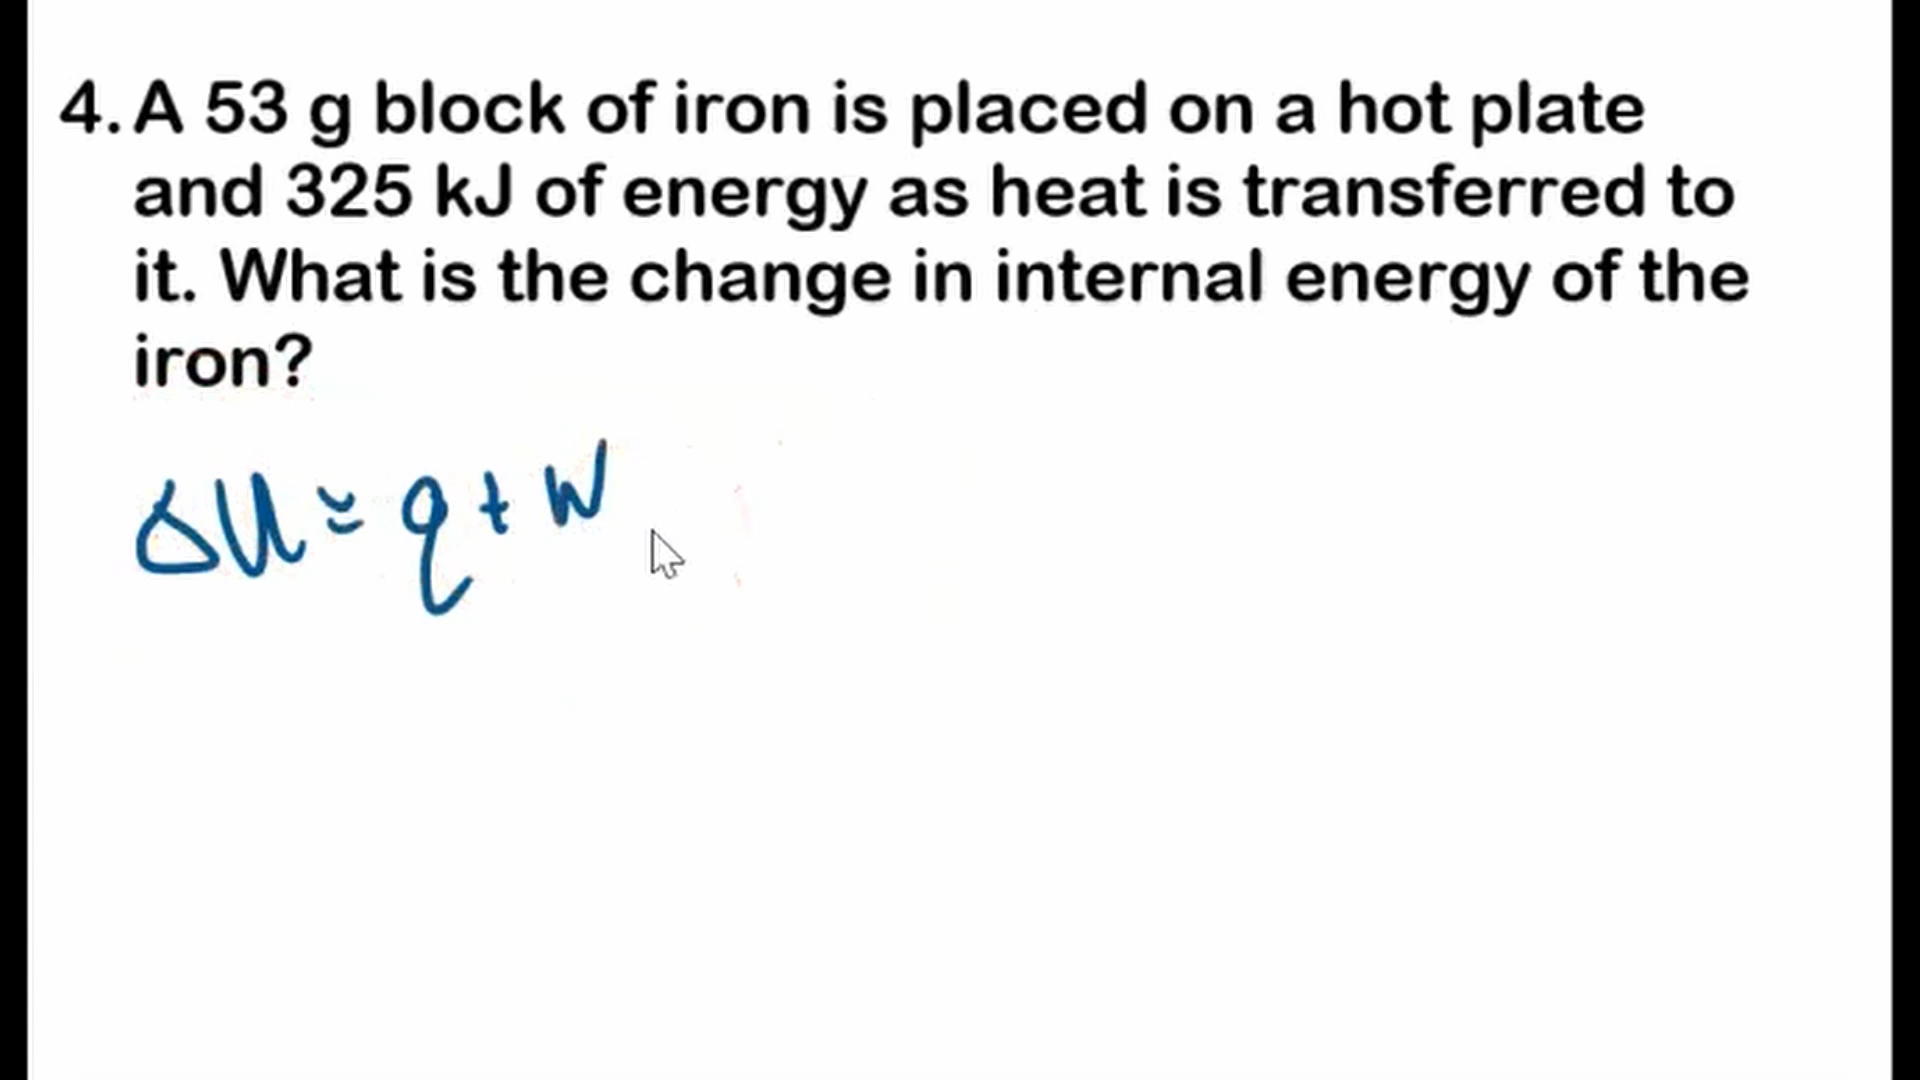 4. A 53 g block of iron is placed on a hot plate
and 325 kJ of energy as heat is transferred to
it. What is the change in internal energy of the
iron?
ΔU = q + w